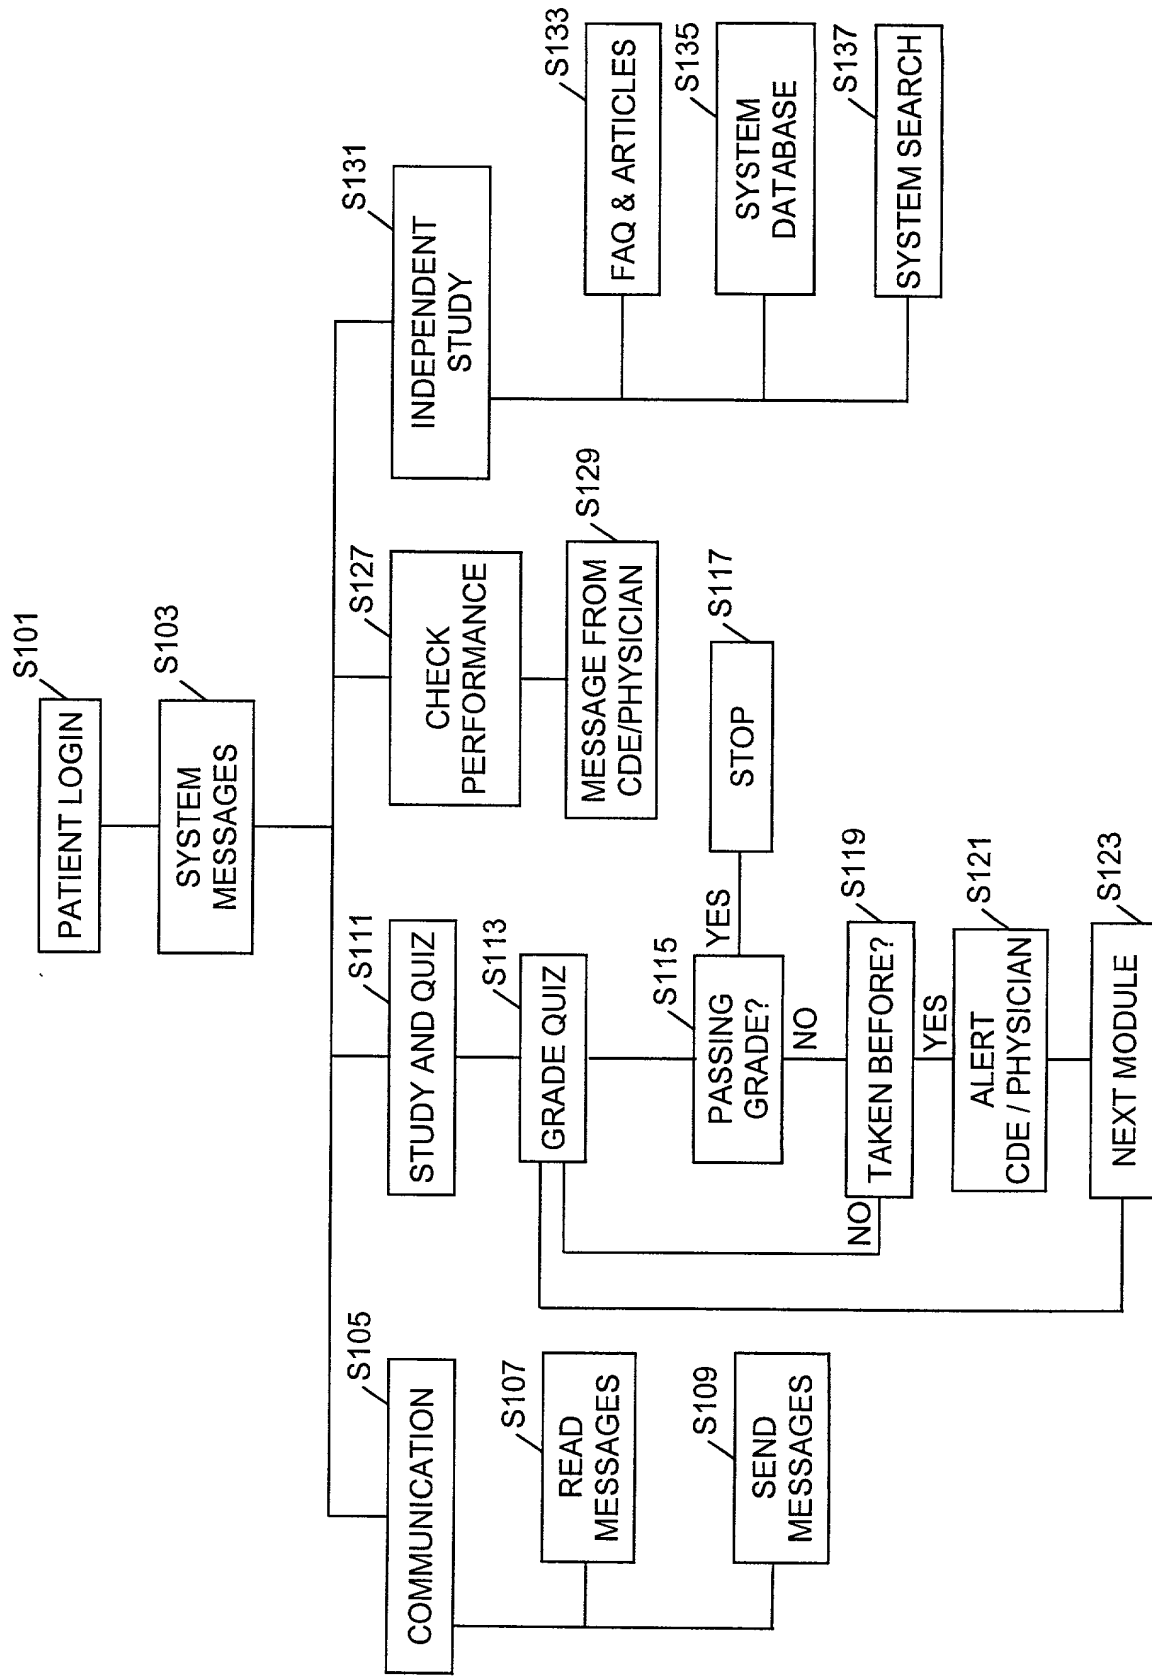 S101
PATIENT LOGIN
S103
SYSTEM
MESSAGES
S105
COMMUNICATION
S107
READ
MESSAGES
S109
SEND
MESSAGES
S111
STUDY AND QUIZ
S113
GRADE QUIZ
S115
PASSING
GRADE?
YES
S117
STOP
NO
S119
TAKEN BEFORE?
NO
YES
S121
ALERT
CDE / PHYSICIAN
S123
NEXT MODULE
S127
CHECK
PERFORMANCE
S129
MESSAGE FROM
CDE/PHYSICIAN
S131
INDEPENDENT
STUDY
S133
FAQ & ARTICLES
S135
SYSTEM
DATABASE
S137
SYSTEM SEARCH